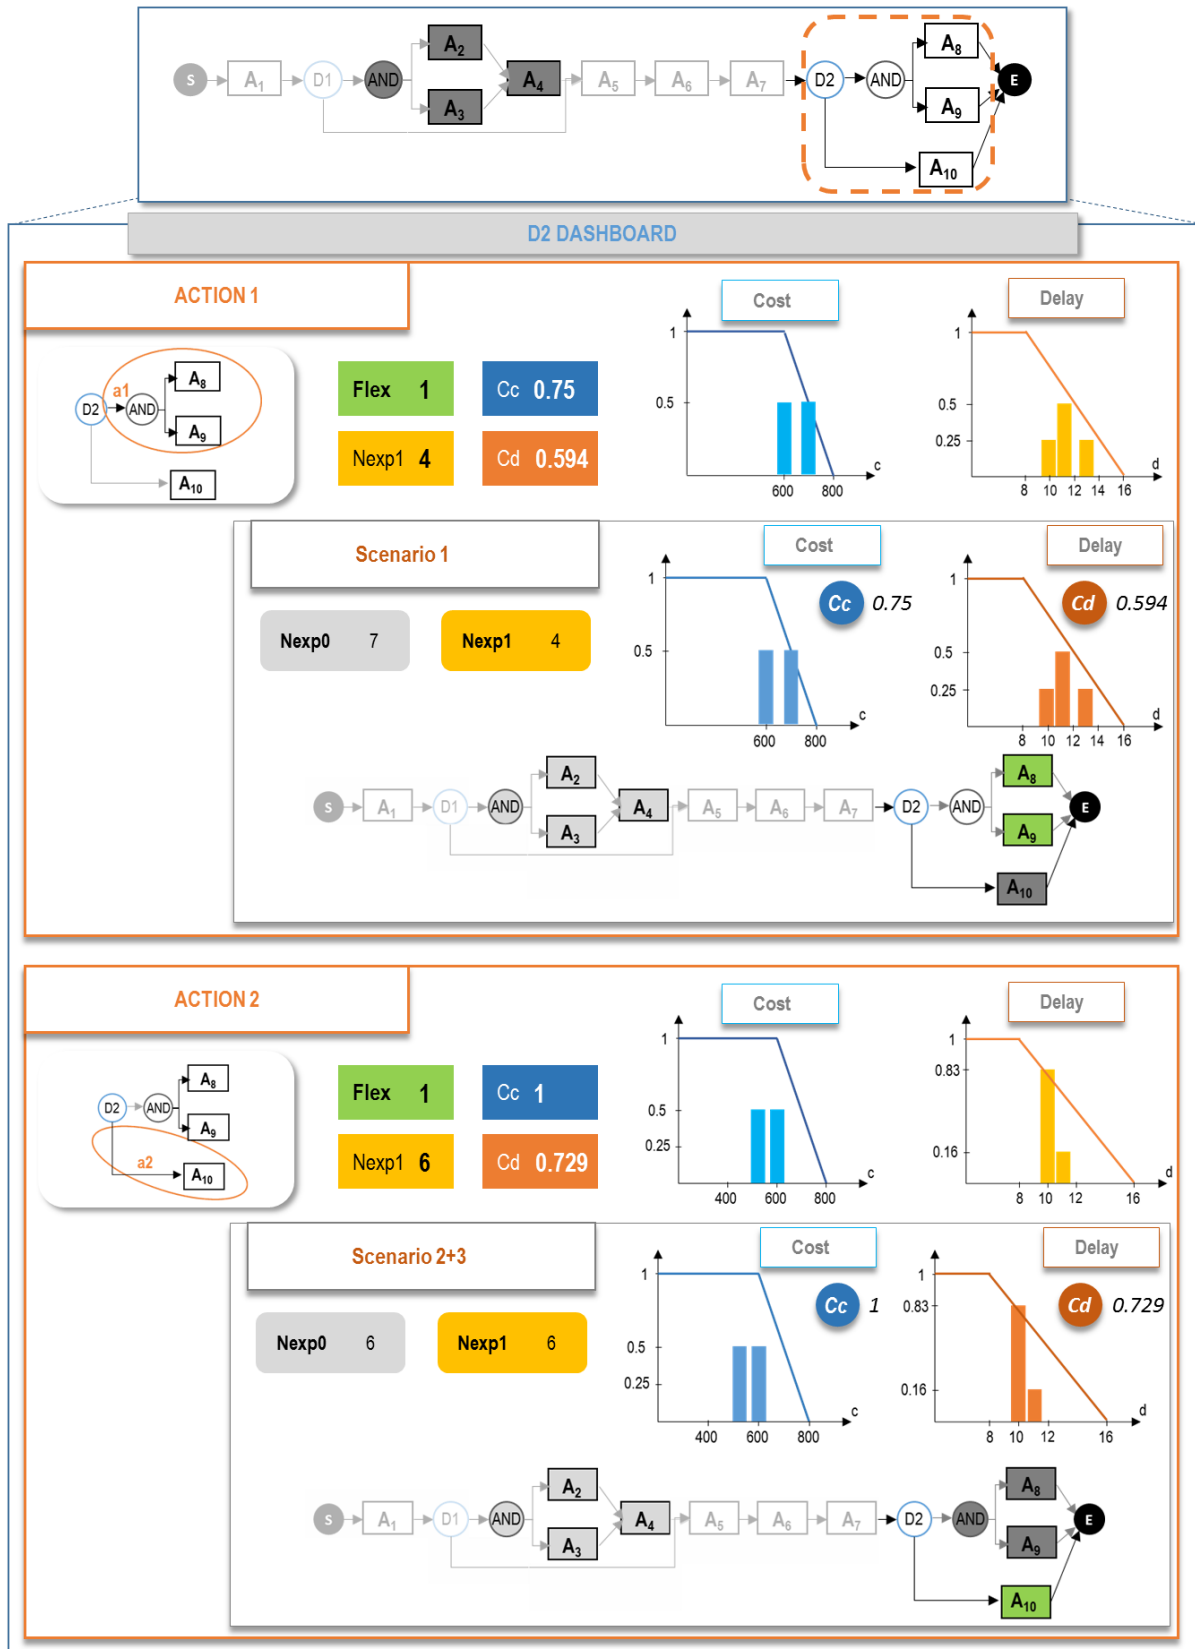 A8
A2
S A1 D1 AND A4 A5 A6 A7 D2 AND E
A3 A9
A10
D2 DASHBOARD
ACTION 1
Cost
Delay
1
0.5
600 800
c
1
0.5
0.25
8 10 12 14 16
d
A8
a1
D2 AND
A9
A10
Flex 1
Cc 0.75
Nexp1 4
Cd 0.594
Scenario 1
Cost
Delay
Cc 0.75
Cd 0.594
Nexp0 7
Nexp1 4
1
0.5
600 800
c
1
0.5
0.25
8 10 12 14 16
d
A2 A8
S A1 D1 AND A4 A5 A6 A7 D2 AND E
A3 A9
A10
ACTION 2
Cost
Delay
1
0.5
0.25
400 600 800
c
1
0.83
0.16
8 10 12 16
d
A8
D2 AND
A9
a2
A10
Flex 1
Cc 1
Nexp1 6
Cd 0.729
Scenario 2+3
Cost
Delay
Cc 1
Cd 0.729
Nexp0 6
Nexp1 6
1
0.5
0.25
400 600 800
c
1
0.83
0.16
8 10 12 16
d
A2 A8
S A1 D1 AND A4 A5 A6 A7 D2 AND E
A3 A9
A10